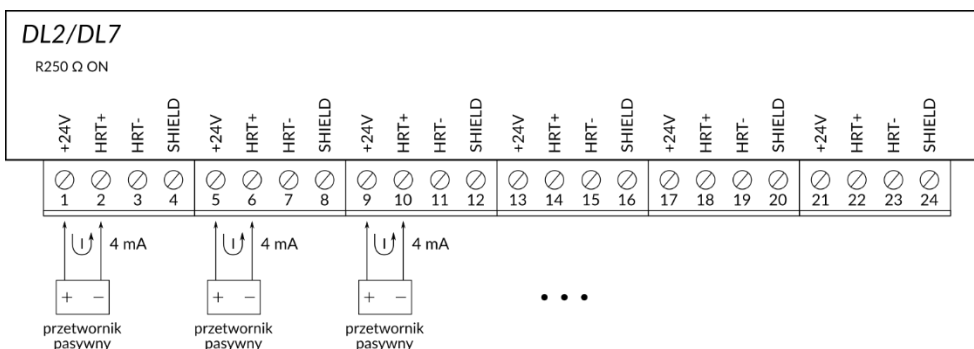 DL2/DL7
R250 Ω ON
+24V HRT+ HRT- SHIELD +24V HRT+ HRT- SHIELD +24V HRT+ HRT- SHIELD +24V HRT+ HRT- SHIELD +24V HRT+ HRT- SHIELD +24V HRT+ HRT- SHIELD
1 2 3 4 5 6 7 8 9 10 11 12 13 14 15 16 17 18 19 20 21 22 23 24
I 4 mA I 4 mA I 4 mA
+ − + − + −
• • •
przetwornik przetwornik przetwornik
pasywny pasywny pasywny